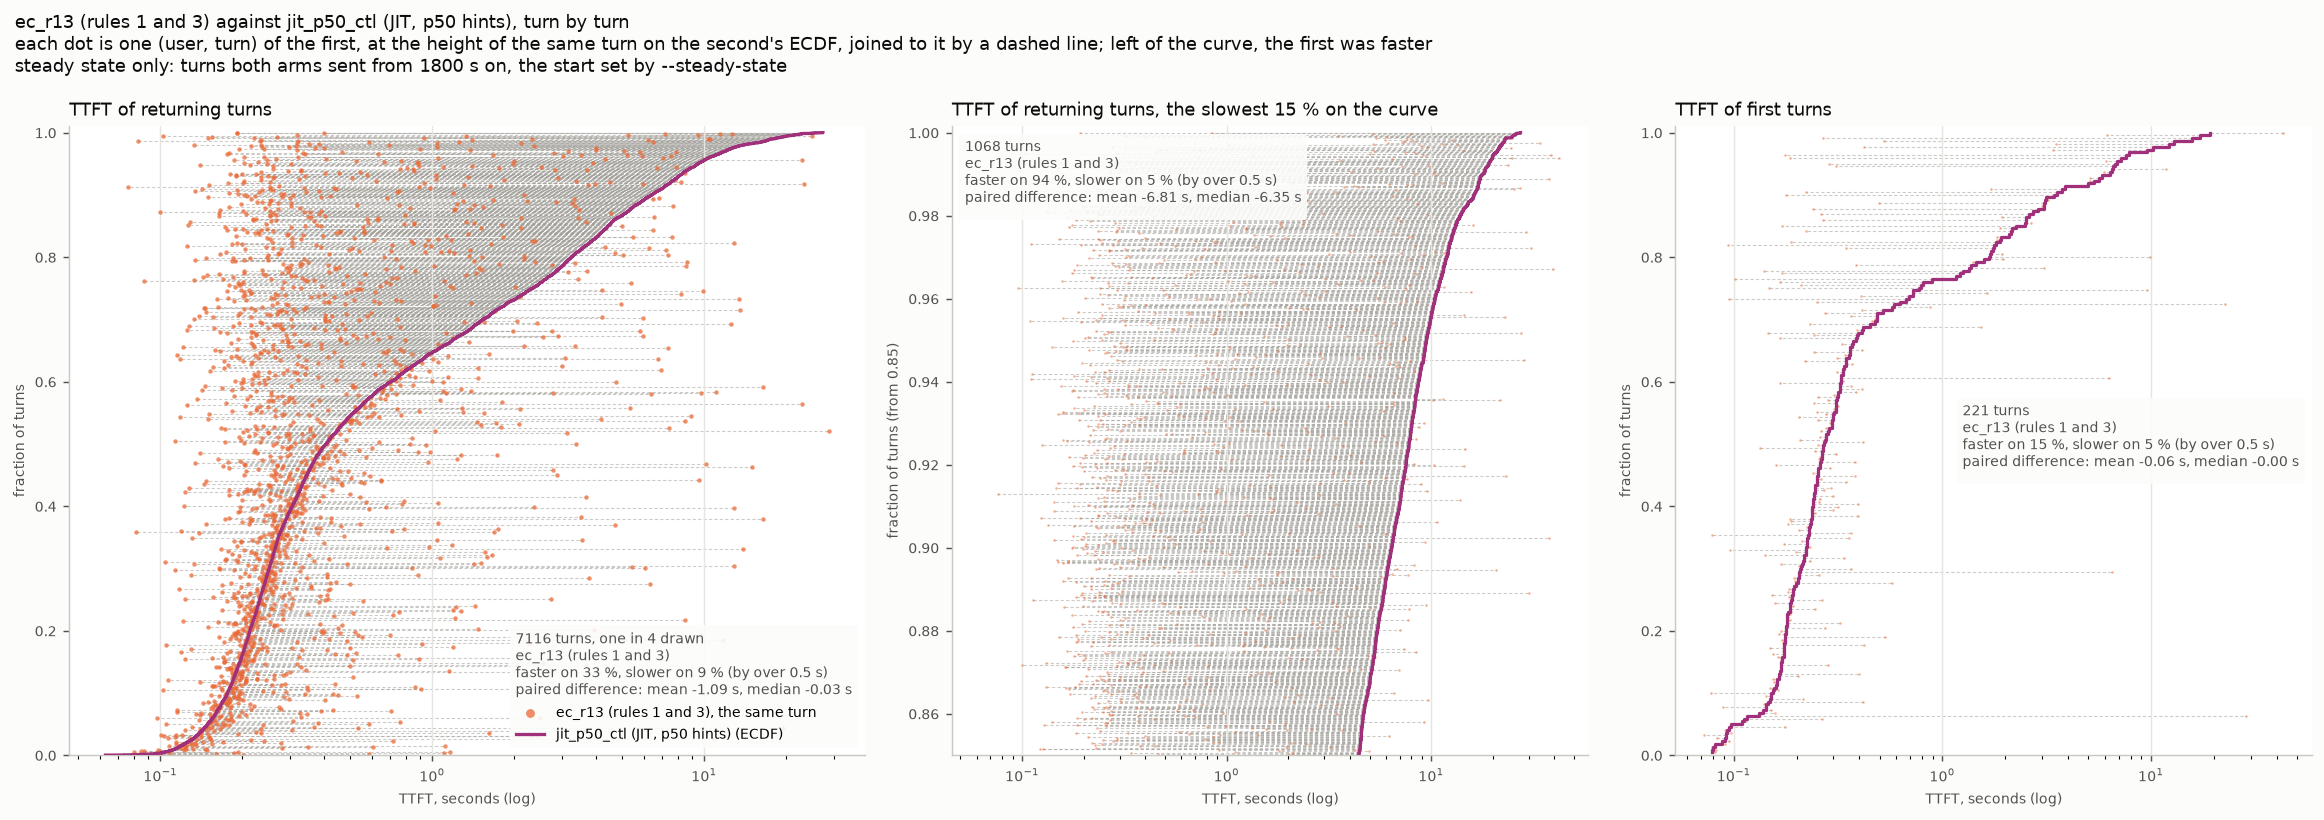 ec_r13 (rules 1 and 3) against jit_p50_ctl (JIT, p50 hints), turn by turn
each dot is one (user, turn) of the first, at the height of the same turn on the second's ECDF, joined to it by a dashed line; left of the curve, the first was faster
steady state only: turns both arms sent from 1800 s on, the start set by --steady-state
TTFT of returning turns
1.0
0.8
0.6
0.4
0.2
0.0
fraction of turns
7116 turns, one in 4 drawn
ec_r13 (rules 1 and 3)
faster on 33 %, slower on 9 % (by over 0.5 s)
paired difference: mean -1.09 s, median -0.03 s
ec_r13 (rules 1 and 3), the same turn
jit_p50_ctl (JIT, p50 hints) (ECDF)
10⁻¹ 10⁰ 10¹
TTFT, seconds (log)
TTFT of returning turns, the slowest 15 % on the curve
1.00
0.98
0.96
0.94
0.92
0.90
0.88
0.86
fraction of turns (from 0.85)
1068 turns
ec_r13 (rules 1 and 3)
faster on 94 %, slower on 5 % (by over 0.5 s)
paired difference: mean -6.81 s, median -6.35 s
10⁻¹ 10⁰ 10¹
TTFT, seconds (log)
TTFT of first turns
1.0
0.8
0.6
0.4
0.2
0.0
fraction of turns
221 turns
ec_r13 (rules 1 and 3)
faster on 15 %, slower on 5 % (by over 0.5 s)
paired difference: mean -0.06 s, median -0.00 s
10⁻¹ 10⁰ 10¹
TTFT, seconds (log)